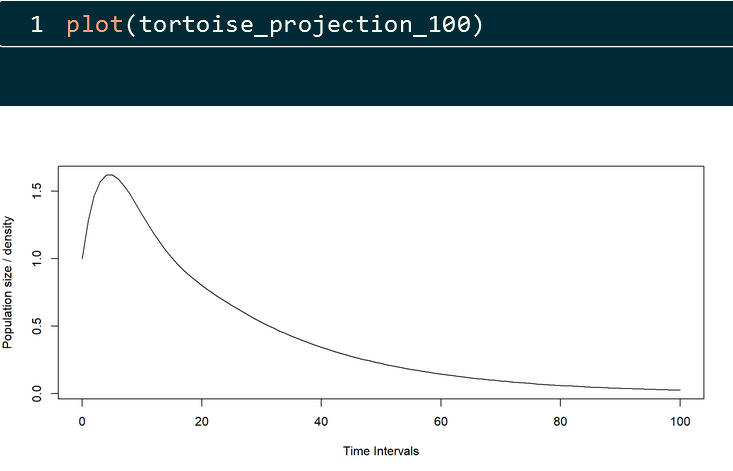 1 plot(tortoise_projection_100)
Population size / density
1.5
1.0
0.5
0.0
0 20 40 60 80 100
Time Intervals